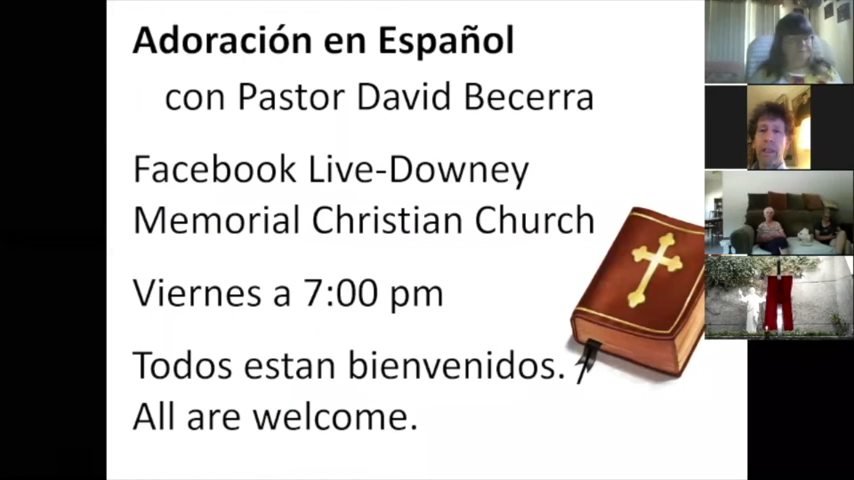 Adoración en Español
con Pastor David Becerra
Facebook Live-Downey
Memorial Christian Church
Viernes a 7:00 pm
Todos estan bienvenidos.
All are welcome.